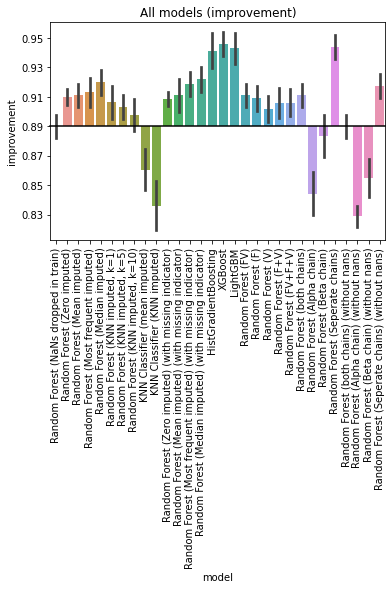 All models (improvement)
improvement
0.95
0.93
0.91
0.89
0.87
0.85
0.83
Random Forest (NaNs dropped in train)
Random Forest (Zero imputed)
Random Forest (Mean imputed)
Random Forest (Most frequent imputed)
Random Forest (Median imputed)
Random Forest (KNN imputed, k=1)
Random Forest (KNN imputed, k=5)
Random Forest (KNN imputed, k=10)
KNN Classifier (mean imputed)
KNN Classifier (KNN imputed)
Random Forest (Zero imputed) (with missing indicator)
Random Forest (Mean imputed) (with missing indicator)
Random Forest (Most frequent imputed) (with missing indicator)
Random Forest (Median imputed) (with missing indicator)
HistGradientBoosting
XGBoost
LightGBM
Random Forest (FV)
Random Forest (F)
Random Forest (V)
Random Forest (F+V)
Random Forest (FV+F+V)
Random Forest (both chains)
Random Forest (Alpha chain)
Random Forest (Beta chain)
Random Forest (Seperate chains)
Random Forest (both chains) (without nans)
Random Forest (Alpha chain) (without nans)
Random Forest (Beta chain) (without nans)
Random Forest (Seperate chains) (without nans)
model